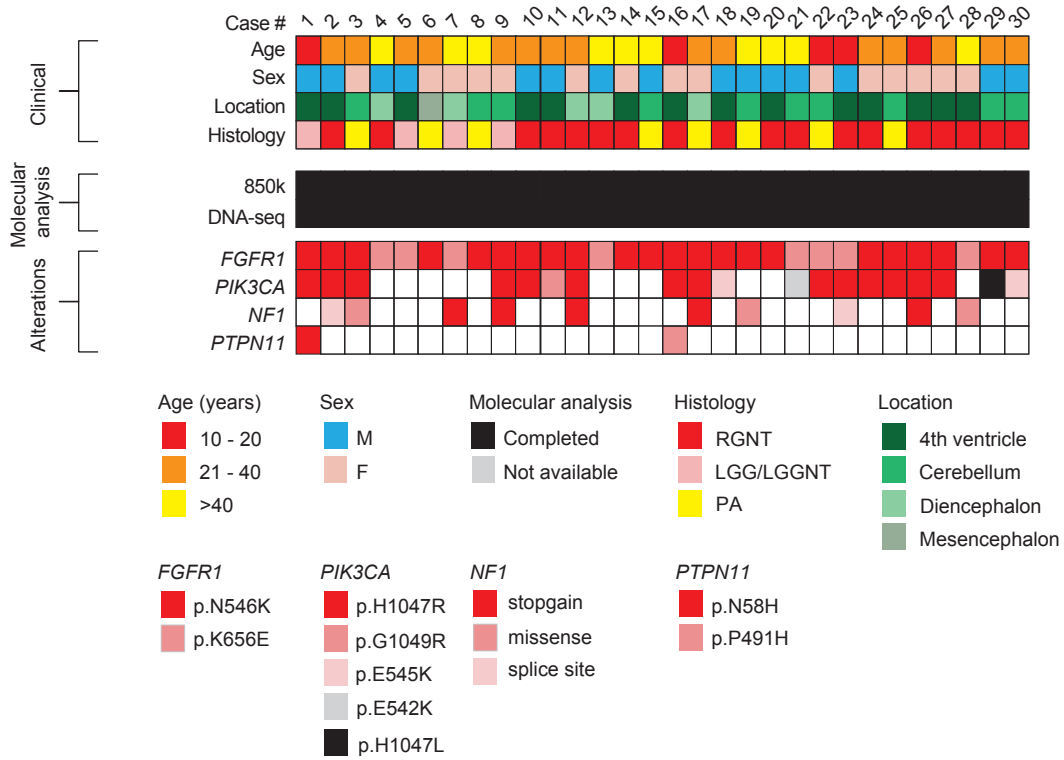 Case # 1 2 3 4 5 6 7 8 9 10 11 12 13 14 15 16 17 18 19 20 21 22 23 24 25 26 27 28 29 30
Clinical
Age
Sex
Location
Histology
Molecular
analysis
850k
DNA-seq
Alterations
FGFR1
PIK3CA
NF1
PTPN11
Age (years)
10 - 20
21 - 40
>40
Sex
M
F
Molecular analysis
Completed
Not available
Histology
RGNT
LGG/LGGNT
PA
Location
4th ventricle
Cerebellum
Diencephalon
Mesencephalon
FGFR1
p.N546K
p.K656E
PIK3CA
p.H1047R
p.G1049R
p.E545K
p.E542K
p.H1047L
NF1
stopgain
missense
splice site
PTPN11
p.N58H
p.P491H